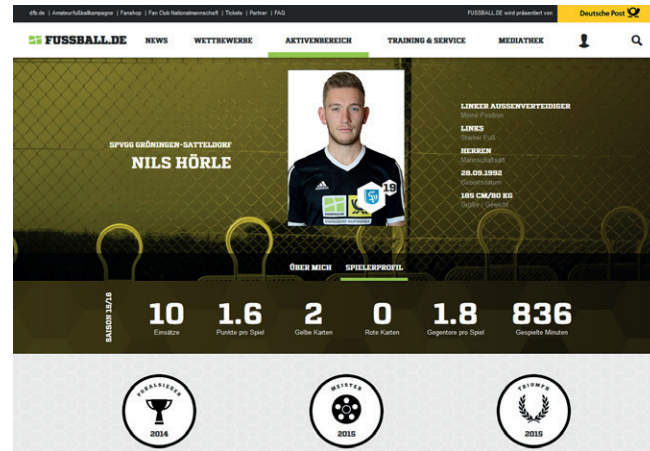 dfb.de | Amateurfußballkampagne | Fanshop | Fan Club Nationalmannschaft | Tickets | Partner | FAQ
FUSSBALL.DE wird präsentiert von
Deutsche Post
FUSSBALL.DE
NEWS
WETTBEWERBE
AKTIVENBEREICH
TRAINING & SERVICE
MEDIATHEK
SPVGG GRÖNINGEN-SATTELDORF
NILS HÖRLE
19
LINKER AUSSENVERTEIDIGER
Meine Position
LINKS
Starker Fuß
HERREN
Mannschaftsart
28.09.1992
Geburtsdatum
185 CM/80 KG
Größe / Gewicht
ÜBER MICH
SPIELERPROFIL
SAISON 15/16
10
Einsätze
1.6
Punkte pro Spiel
2
Gelbe Karten
0
Rote Karten
1.8
Gegentore pro Spiel
836
Gespielte Minuten
POKALSIEGER
2014
MEISTER
2015
TRIUMPH
2015